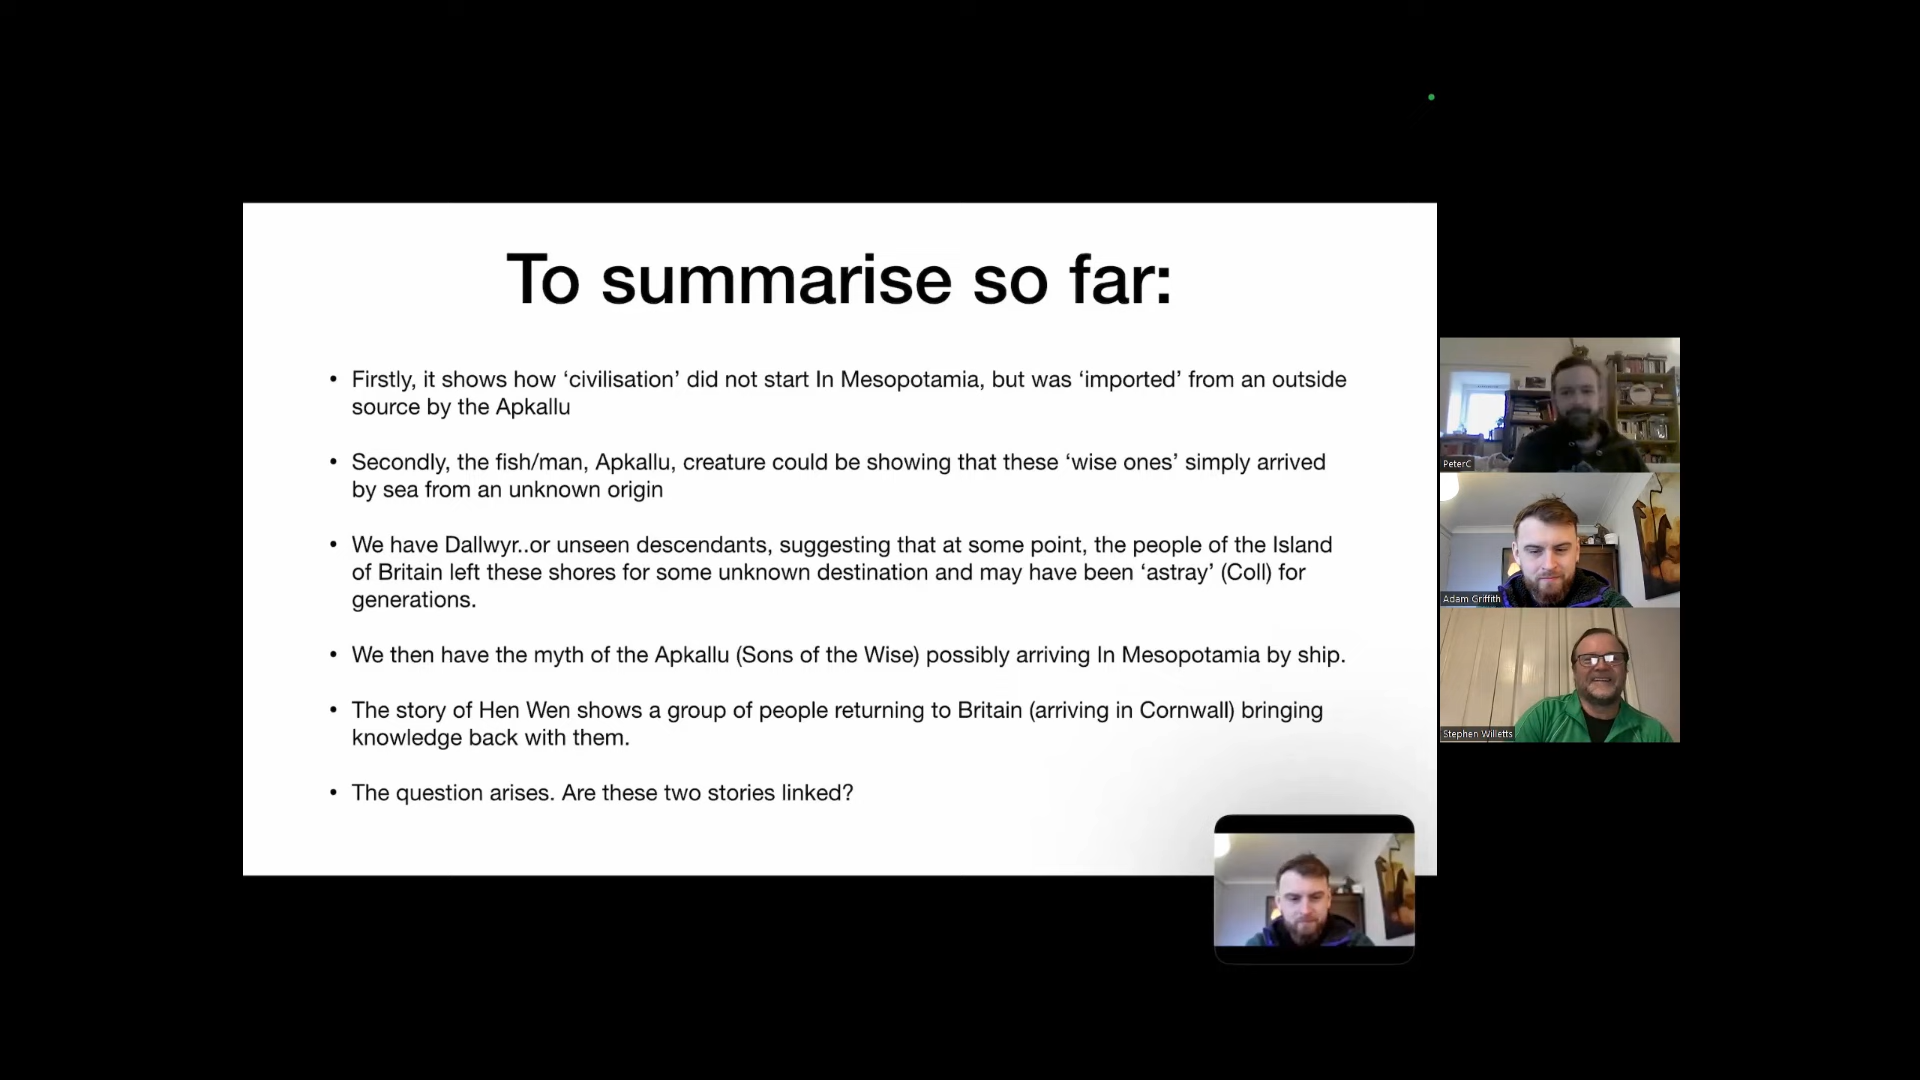 To summarise so far:
• Firstly, it shows how ‘civilisation’ did not start In Mesopotamia, but was ‘imported’ from an outside
source by the Apkallu
• Secondly, the fish/man, Apkallu, creature could be showing that these ‘wise ones’ simply arrived
by sea from an unknown origin
• We have Dallwyr..or unseen descendants, suggesting that at some point, the people of the Island
of Britain left these shores for some unknown destination and may have been ‘astray’ (Coll) for
generations.
• We then have the myth of the Apkallu (Sons of the Wise) possibly arriving In Mesopotamia by ship.
• The story of Hen Wen shows a group of people returning to Britain (arriving in Cornwall) bringing
knowledge back with them.
• The question arises. Are these two stories linked?
PeterC
Adam Griffith
Stephen Willetts